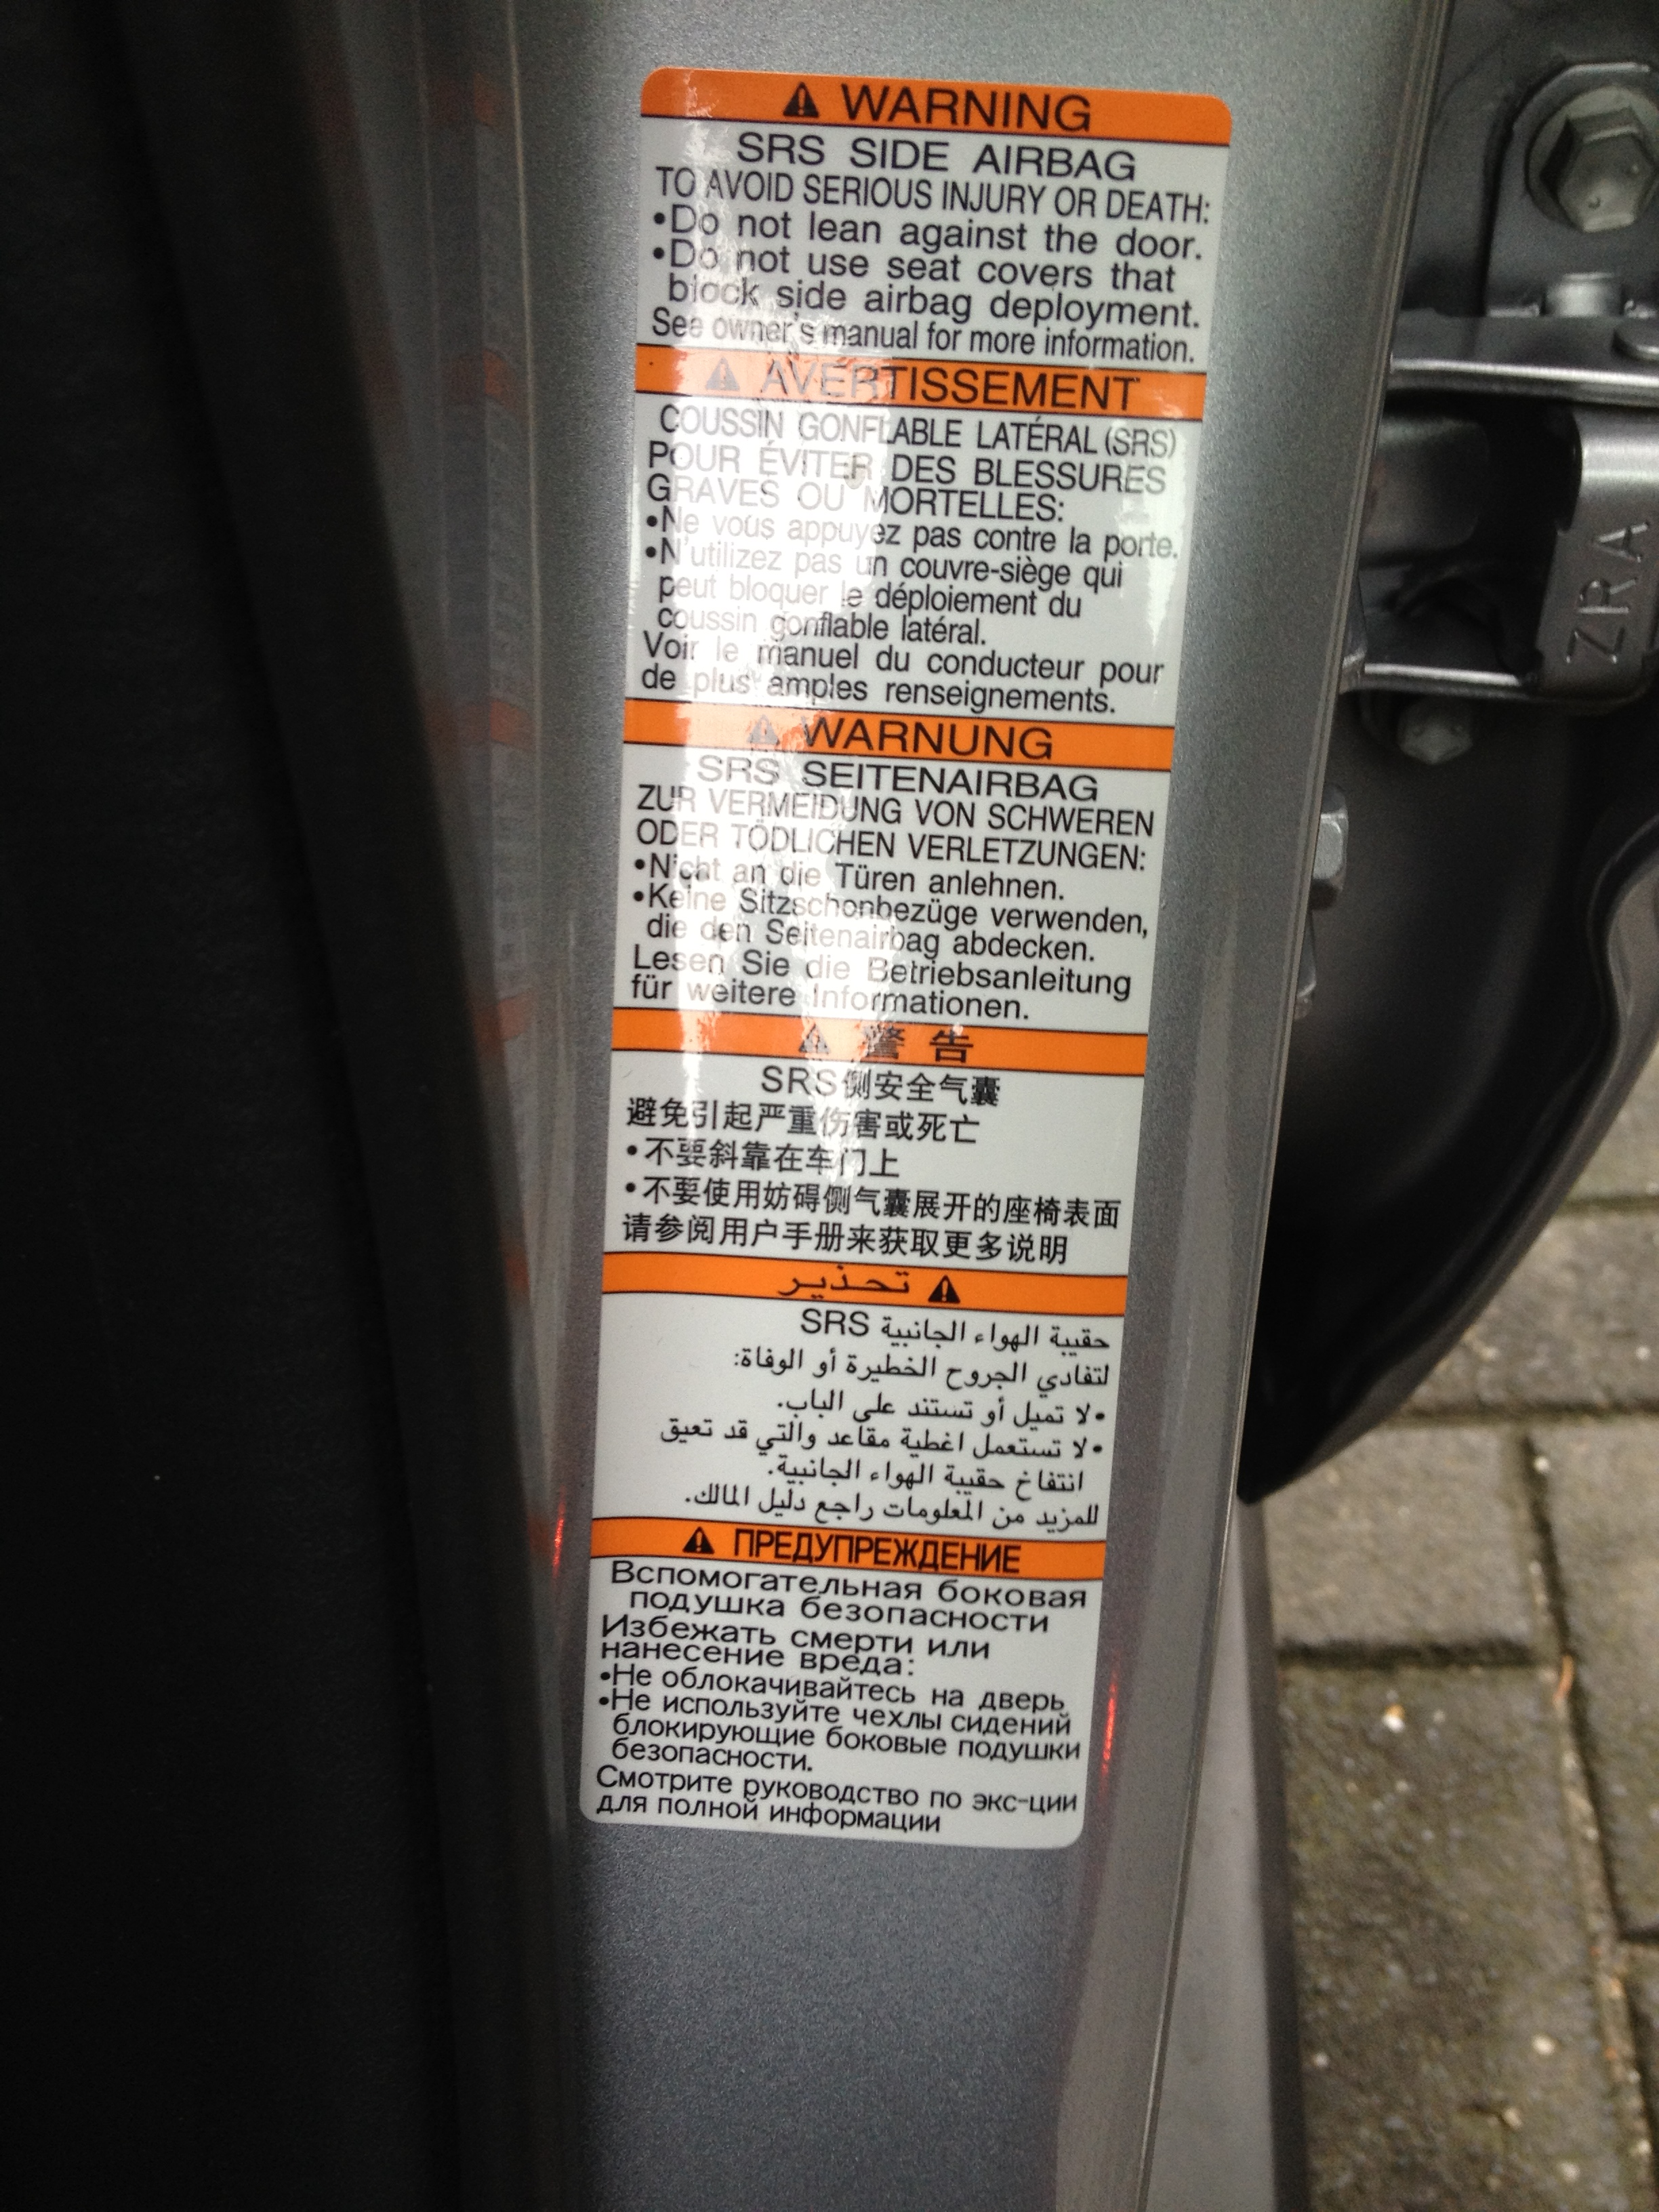 WARNING
SRS SIDE AIRBAG
TO AVOID SERIOUS INJURY OR DEATH:
•Do not lean against the door.
•Do not use seat covers that
block side airbag deployment.
See owner's manual for more information.
AVERTISSEMENT
COUSSIN GONFLABLE LATÉRAL (SRS)
POUR ÉVITER DES BLESSURES
GRAVES OU MORTELLES:
•Ne vous appuyez pas contre la porte.
•N'utilizez pas un couvre-siège qui
peut bloquer le déploiement du
coussin gonflable latéral.
Voir le manuel du conducteur pour
de plus amples renseignements.
WARNUNG
SRS SEITENAIRBAG
ZUR VERMEIDUNG VON SCHWEREN
ODER TÖDLICHEN VERLETZUNGEN:
•Nicht an die Türen anlehnen.
•Keine Sitzschonbezüge verwenden,
die den Seitenairbag abdecken.
Lesen Sie die Betriebsanleitung
für weitere Informationen.
警告
SRS侧安全气囊
避免引起严重伤害或死亡
•不要斜靠在车门上
•不要使用妨碍侧气囊展开的座椅表面
请参阅用户手册来获取更多说明
تحذير
حقيبة الهواء الجانبية SRS
لتفادي الجروح الخطيرة أو الوفاة:
•لا تميل أو تستند على الباب.
•لا تستعمل اغطية مقاعد والتي قد تعيق
انتفاخ حقيبة الهواء الجانبية.
للمزيد من المعلومات راجع دليل المالك.
ПРЕДУПРЕЖДЕНИЕ
Вспомогательная боковая
подушка безопасности
Избежать смерти или
нанесение вреда:
•Не облокачивайтесь на дверь
•Не используйте чехлы сидений
блокирующие боковые подушки
безопасности.
Смотрите руководство по экс-ции
для полной информации
ZRA